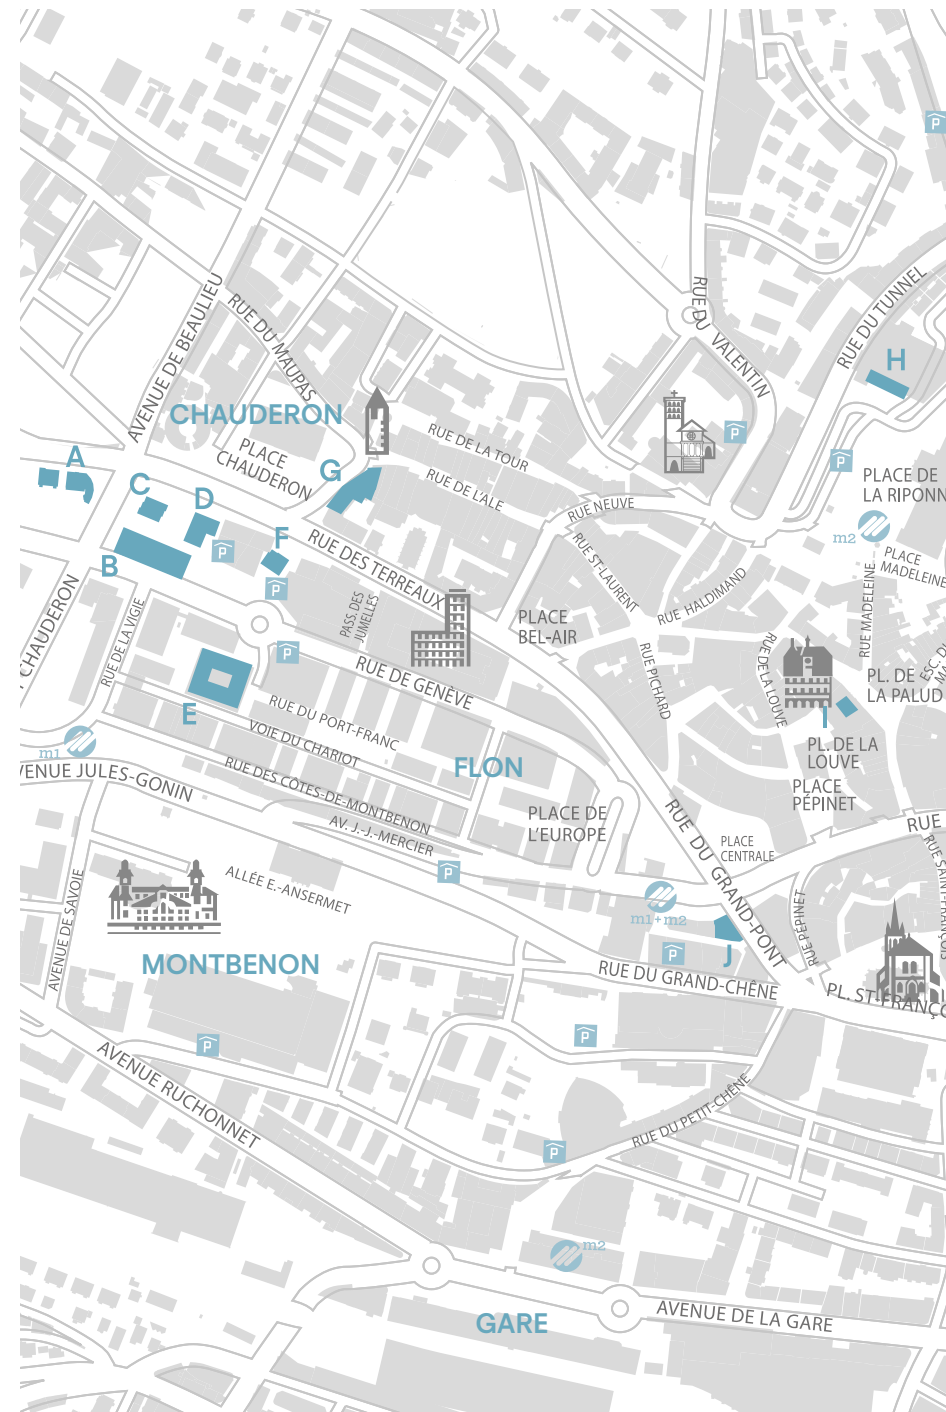 P
RUE DU TUNNEL
RUE DU VALENTIN
AVENUE DE BEAULIEU
RUE DU MAUPAS
H
CHAUDERON
P
PLACE
CHAUDERON
RUE DE LA TOUR
RUE DE L'ALE
P
A
G
C
D
PLACE DE
LA RIPONN
RUE NEUVE
m2
B
P
F
RUE DES TERREAUX
RUE ST-LAURENT
PLACE
MADELEINE
P
RUE HALDIMAND
RUE MADELEINE
CHAUDERON
RUE DE LA VIGIE
PASS. DES
JUMELLES
PLACE
BEL-AIR
P
RUE DE GENÈVE
RUE PICHARD
RUE DE LA LOUVE
PL. DE
LA PALUD
E
RUE DU PORT-FRANC
I
VOIE DU CHARIOT
m1
PL. DE LA
LOUVE
VENUE JULES-GONIN
RUE DES CÔTES-DE-MONTBENON
FLON
PLACE
PÉPINET
AV. J.-J.-MERCIER
PLACE DE
L'EUROPE
RUE DU GRAND-PONT
RUE
PLACE
CENTRALE
RUE SAINT-FRANÇOIS
AVENUE DE SAVOIE
ALLÉE E.-ANSERMET
P
m1+m2
RUE PÉPINET
MONTBENON
P
J
RUE DU GRAND-CHÊNE
PL. ST-FRANÇO
P
P
AVENUE RUCHONNET
RUE DU PETIT-CHÊNE
P
m2
GARE
AVENUE DE LA GARE